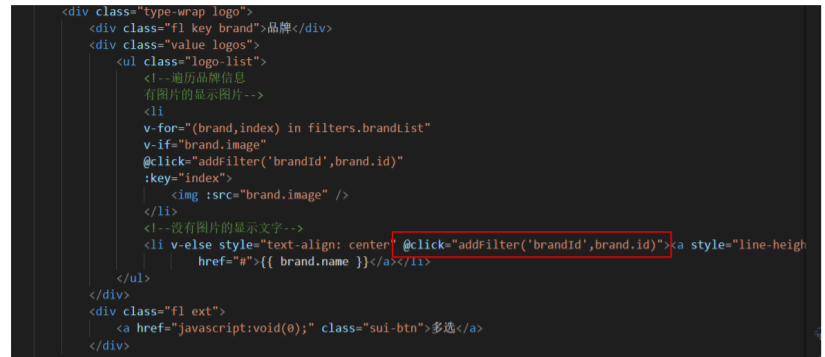 <div class="type-wrap logo">
<div class="fl key brand">品牌</div>
<div class="value logos">
<ul class="logo-list">
<!--遍历品牌信息
有图片的显示图片-->
<li
v-for="(brand,index) in filters.brandList"
v-if="brand.image"
@click="addFilter('brandId',brand.id)"
:key="index">
<img :src="brand.image" />
</li>
<!--没有图片的显示文字-->
<li v-else style="text-align: center" @click="addFilter('brandId',brand.id)"><a style="line-heigh
href="#">{{ brand.name }}</a></li>
</ul>
</div>
<div class="fl ext">
<a href="javascript:void(0);" class="sui-btn">多选</a>
</div>